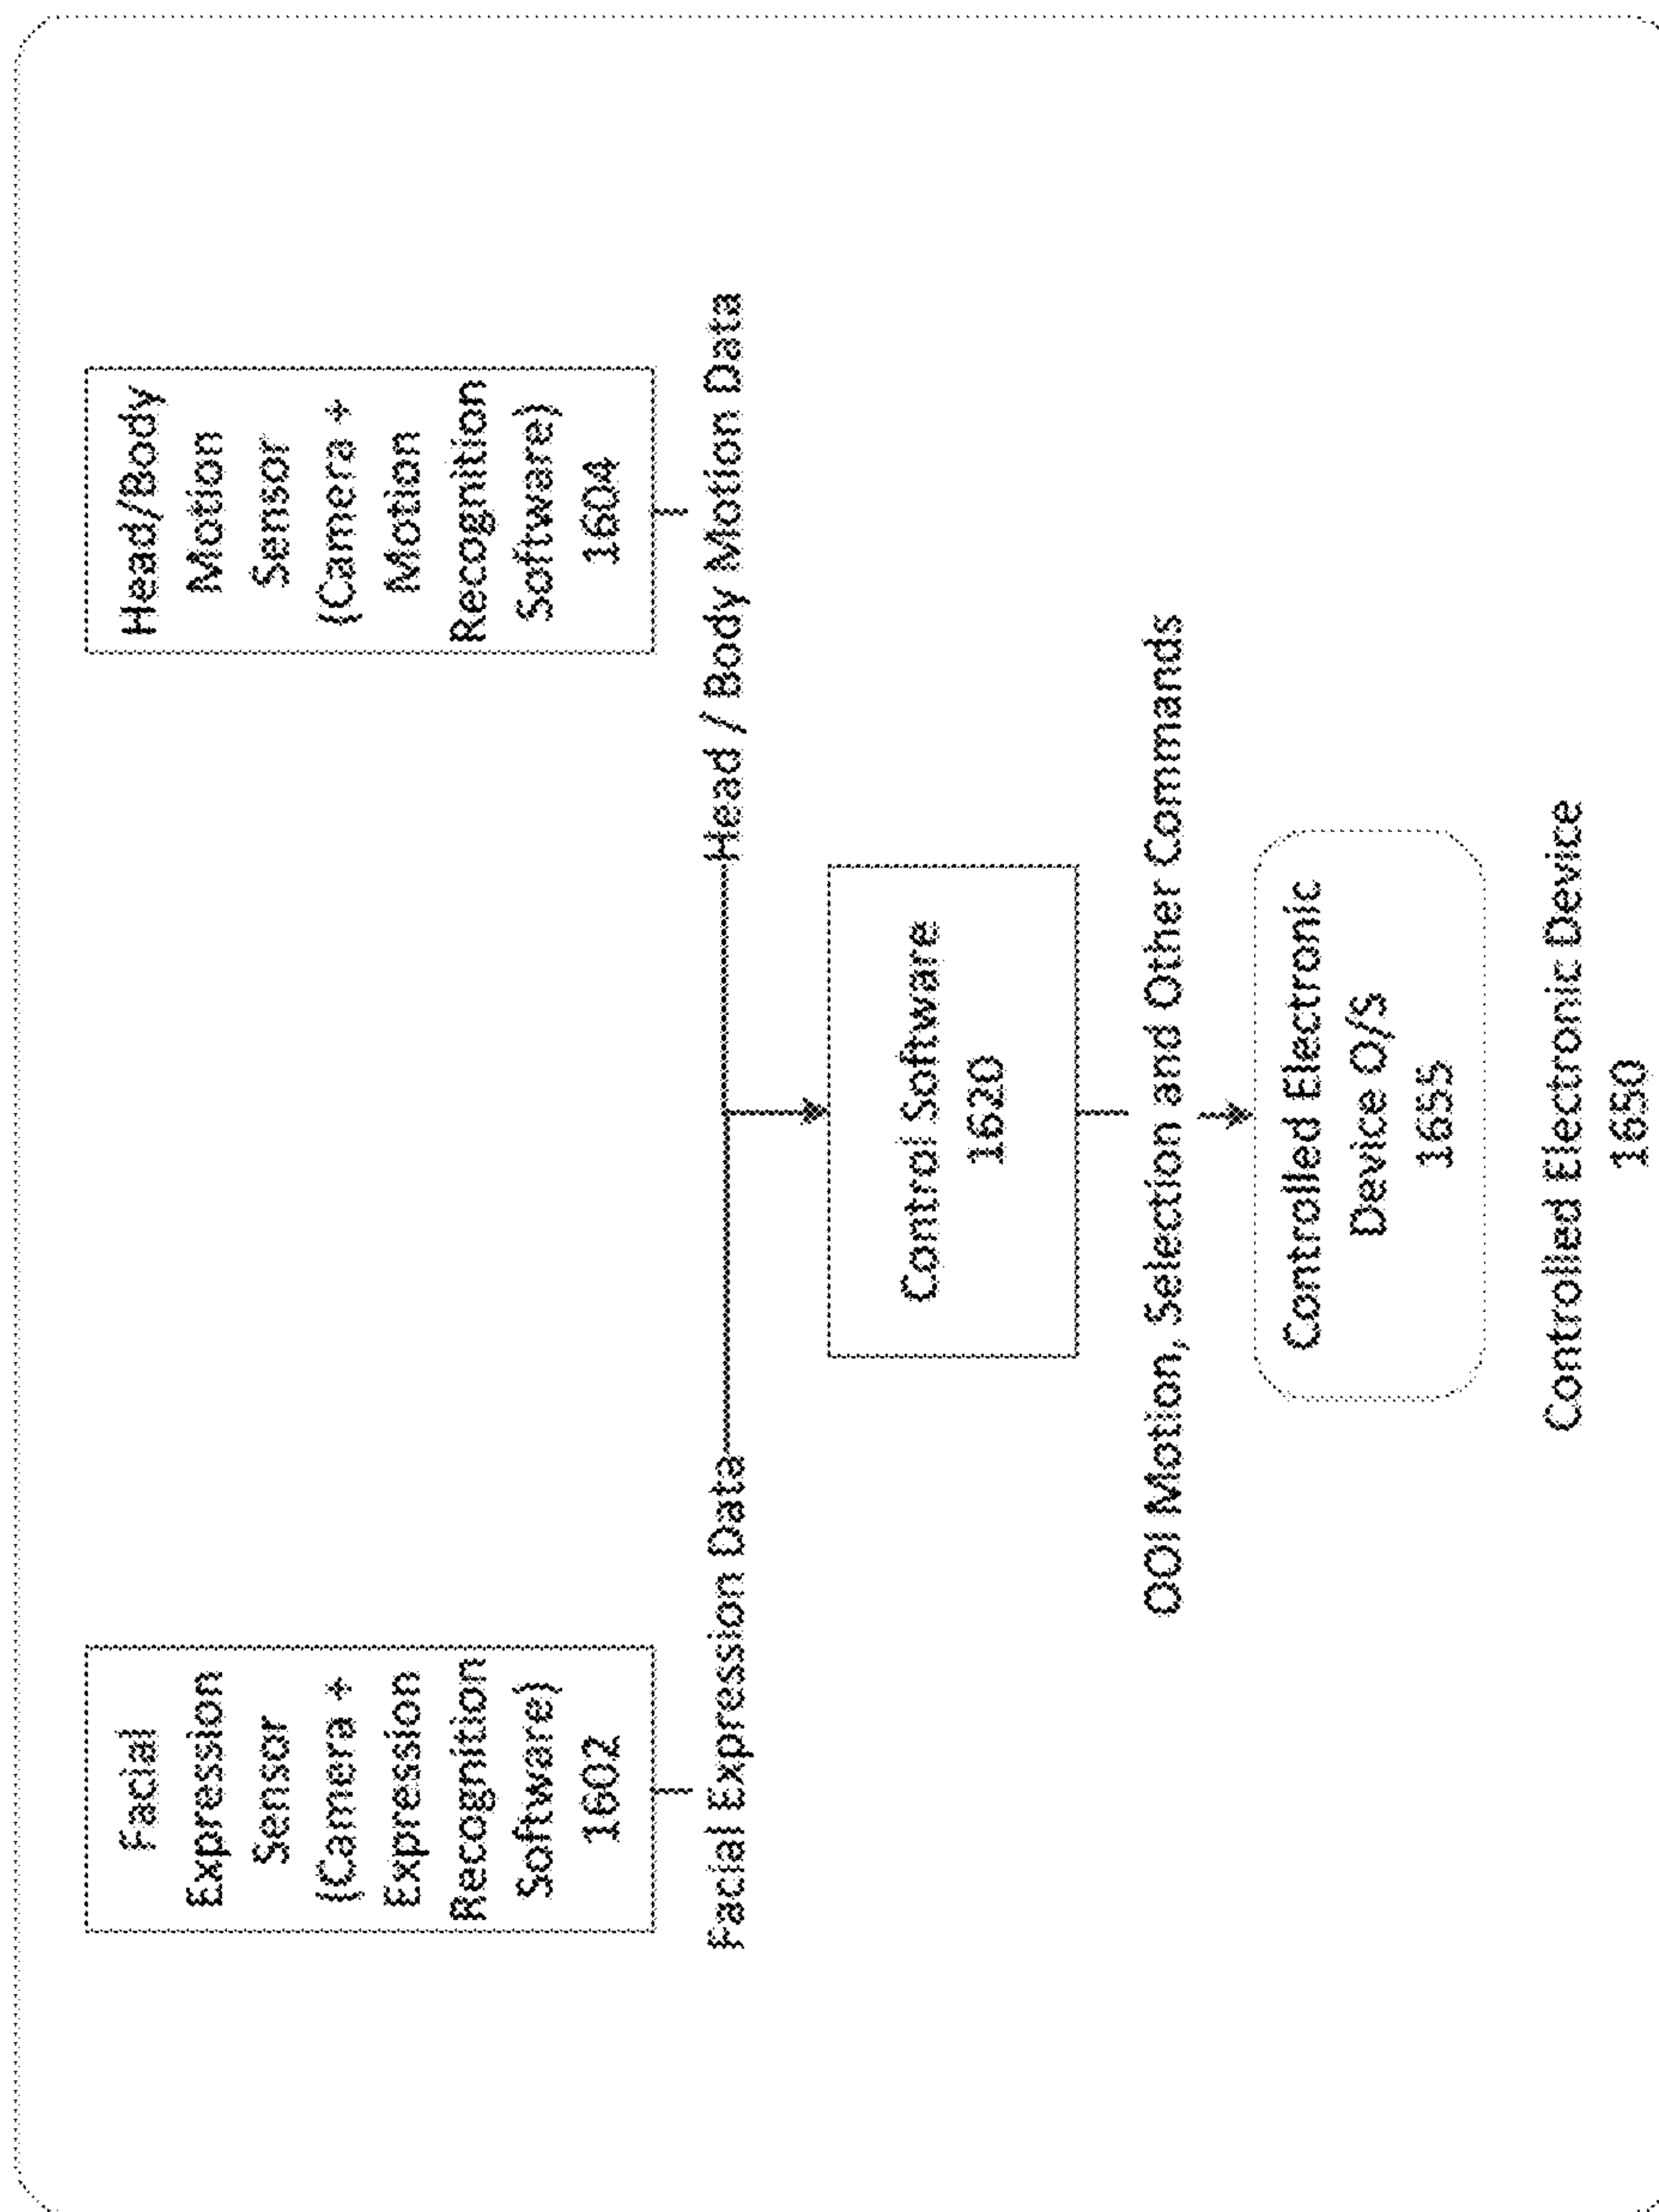 Facial
Expression
Sensor
(Camera +
Expression
Recognition
Software)
1602
Head/Body
Motion
Sensor
(Camera +
Motion
Recognition
Software)
1604
Facial Expression Data
Head / Body Motion Data
Control Software
1620
OOI Motion, Selection and Other Commands
Controlled Electronic
Device O/S
1655
Controlled Electronic Device
1650